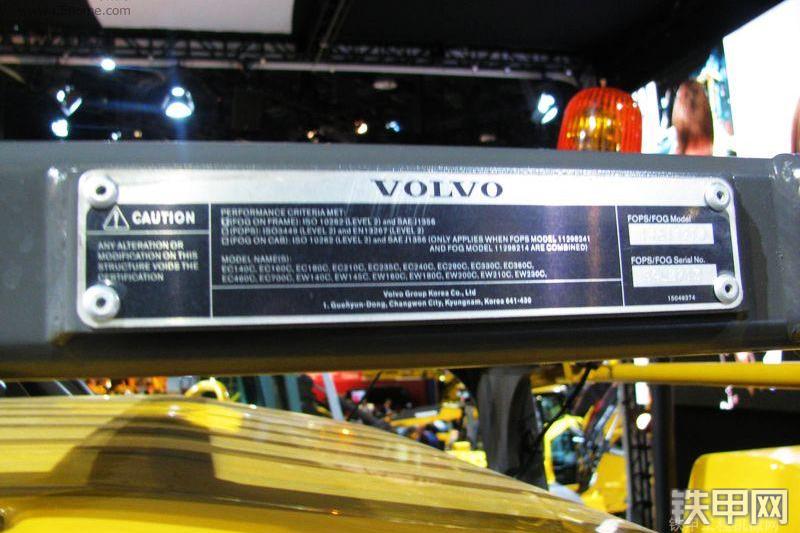 VOLVO
CAUTION
ANY ALTERATION OR
MODIFICATION ON THIS
STRUCTURE VOIDS THE
CERTIFICATION
PERFORMANCE CRITERIA MET:
(FOG ON FRAME): ISO 10262 (LEVEL 2) and SAE J1356
(FOPS): ISO3449 (LEVEL 2) and EN13267 (LEVEL 2)
(FOG ON CAB): ISO 10262 (LEVEL 2) and SAE J1356 (ONLY APPLIES WHEN FOPS MODEL 11298241
AND FOG MODEL 11298214 ARE COMBINED)
MODEL NAME(S):
EC140C, EC160C, EC180C, EC210C, EC235C, EC240C, EC290C, EC330C, EC360C,
EC460C, EC700C, EW140C, EW145C, EW160C, EW180C, EW200C, EW210C, EW230C,
Volvo Group Korea Co., Ltd
1. Guehyun-Dong, Changwon City, Kyungnam, Korea 641-430
FOPS/FOG Model
FOPS/FOG Serial No.
15049374
铁甲网